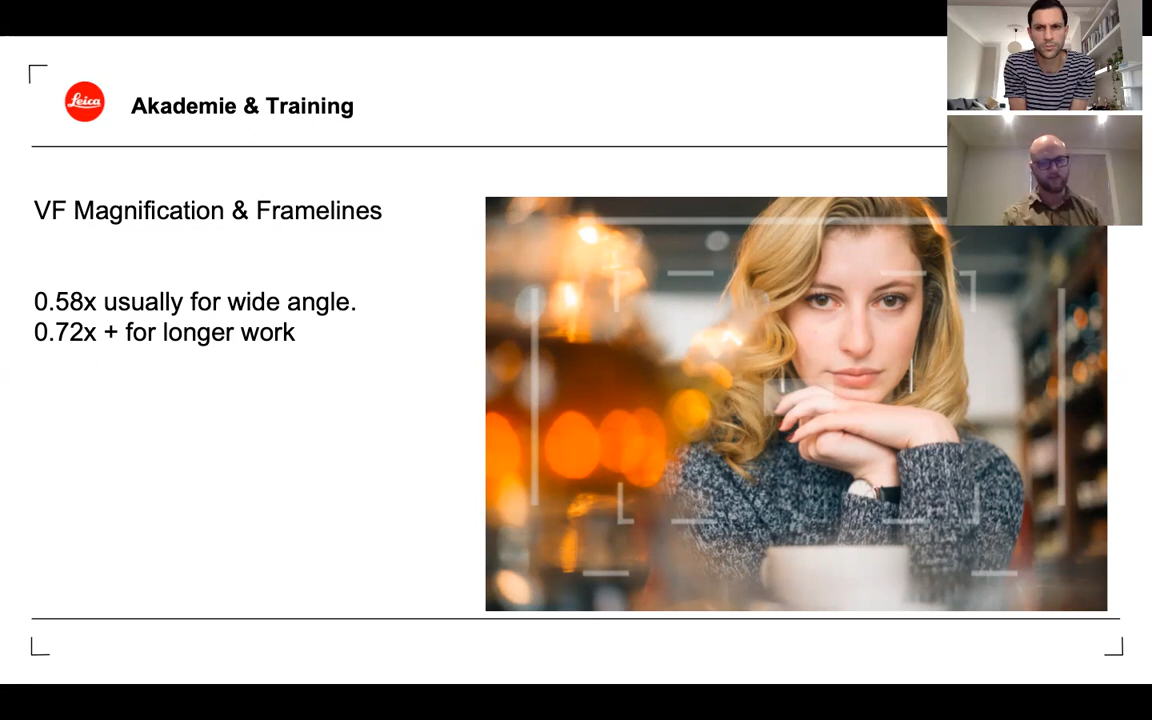 Leica
Akademie & Training
VF Magnification & Framelines
0.58x usually for wide angle.
0.72x + for longer work